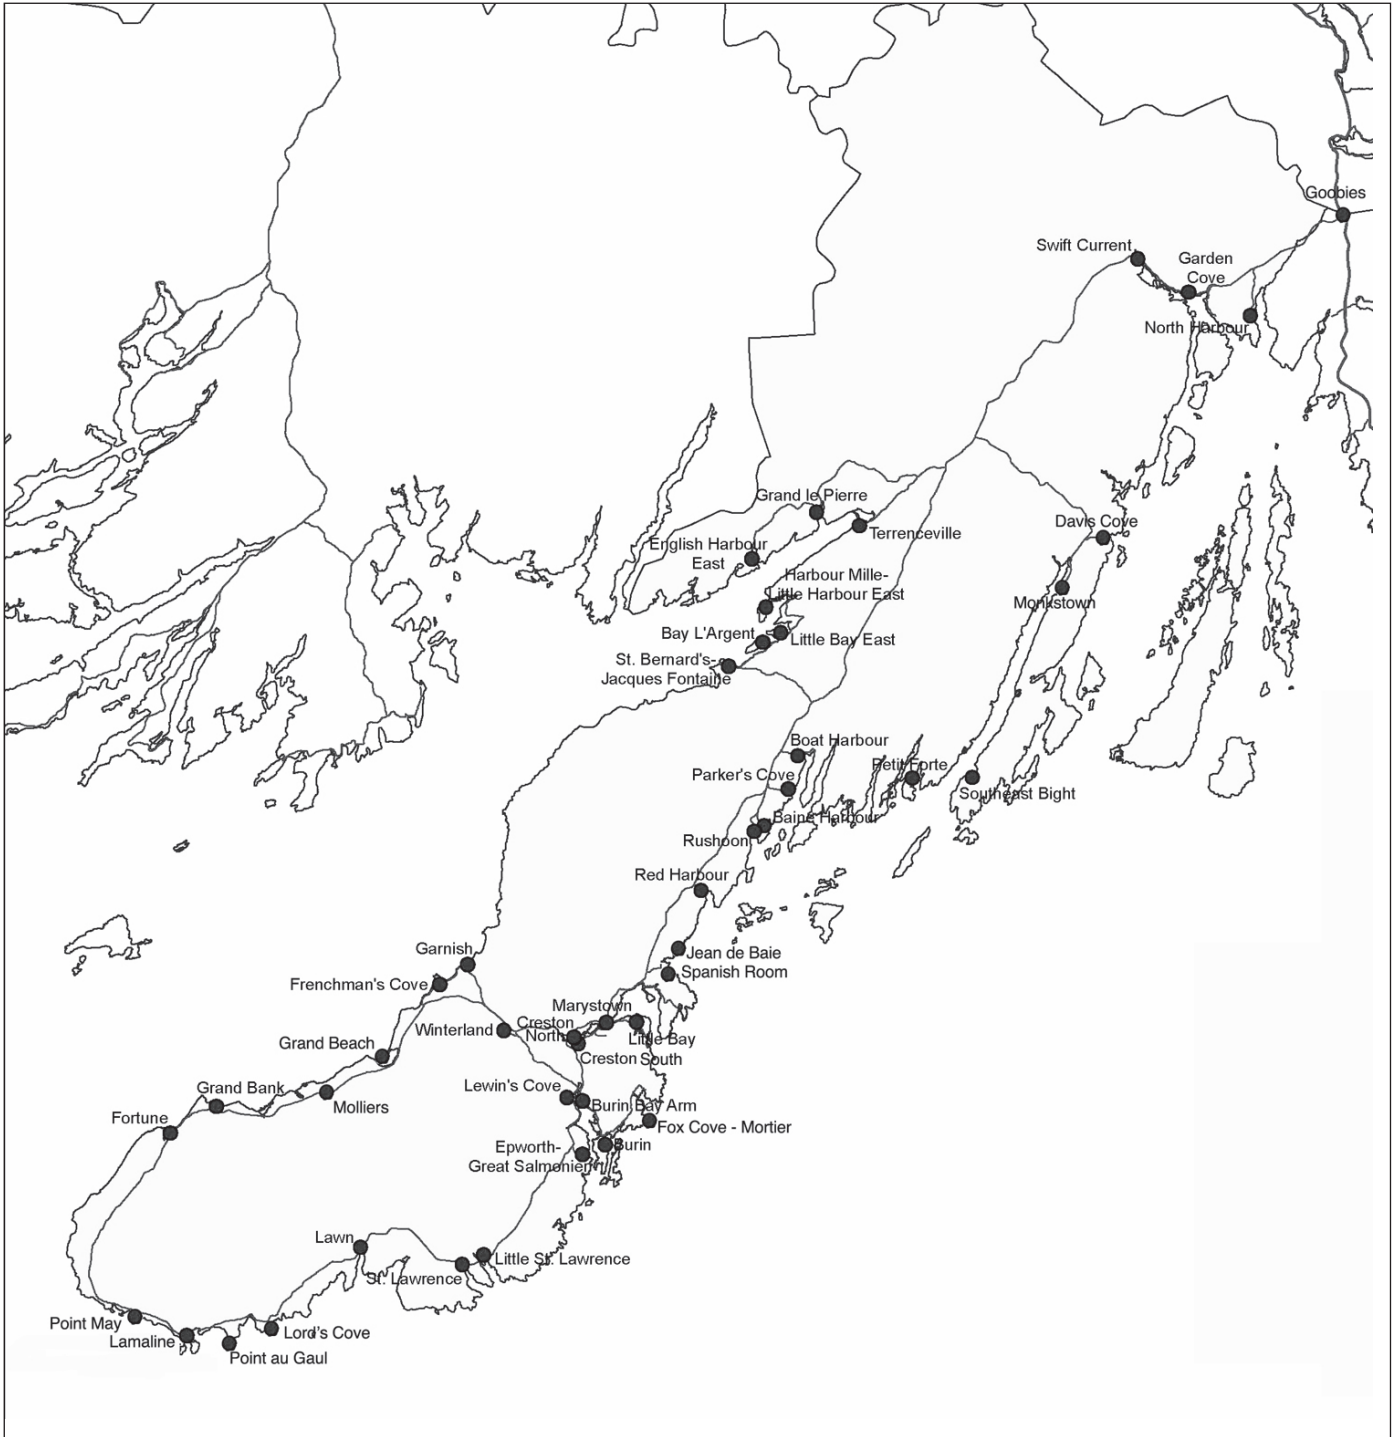 Goobies
Swift Current
Garden
Cove
North Harbour
Grand le Pierre
Davis Cove
Terrenceville
English Harbour
East
Harbour Mille-
Little Harbour East
Monkstown
Bay L'Argent
Little Bay East
St. Bernard's-
Jacques Fontaine
Boat Harbour
Petit Forte
Parker's Cove
Southeast Bight
Baine Harbour
Rushoon
Red Harbour
Garnish
Jean de Baie
Spanish Room
Frenchman's Cove
Marystown
Creston
North
Winterland
Little Bay
Grand Beach
Creston South
Lewin's Cove
Grand Bank
Burin Bay Arm
Molliers
Fortune
Fox Cove - Mortier
Burin
Epworth-
Great Salmonier
Lawn
Little St. Lawrence
St. Lawrence
Point May
Lord's Cove
Lamaline
Point au Gaul